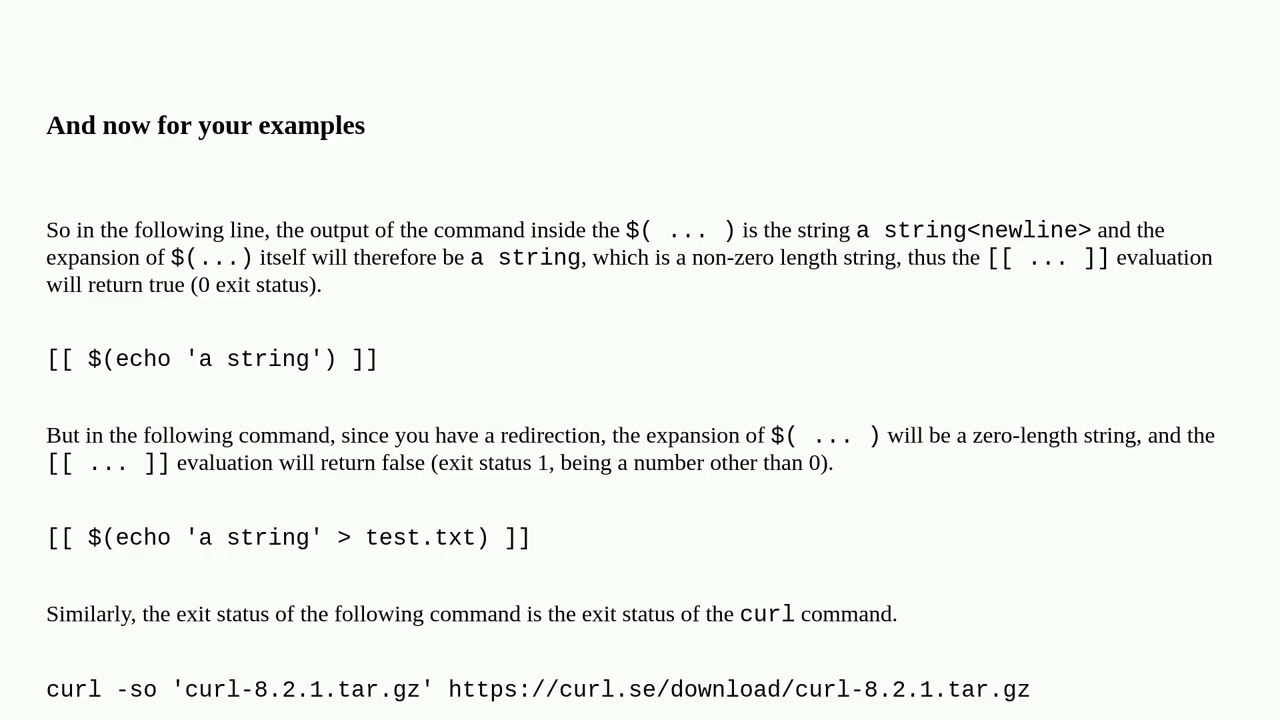 And now for your examples
So in the following line, the output of the command inside the $( ... ) is the string a string<newline> and the
expansion of $(...) itself will therefore be a string, which is a non-zero length string, thus the [[ ... ]] evaluation
will return true (0 exit status).
[[ $(echo 'a string') ]]
But in the following command, since you have a redirection, the expansion of $( ... ) will be a zero-length string, and the
[[ ... ]] evaluation will return false (exit status 1, being a number other than 0).
[[ $(echo 'a string' > test.txt) ]]
Similarly, the exit status of the following command is the exit status of the curl command.
curl -so 'curl-8.2.1.tar.gz' https://curl.se/download/curl-8.2.1.tar.gz